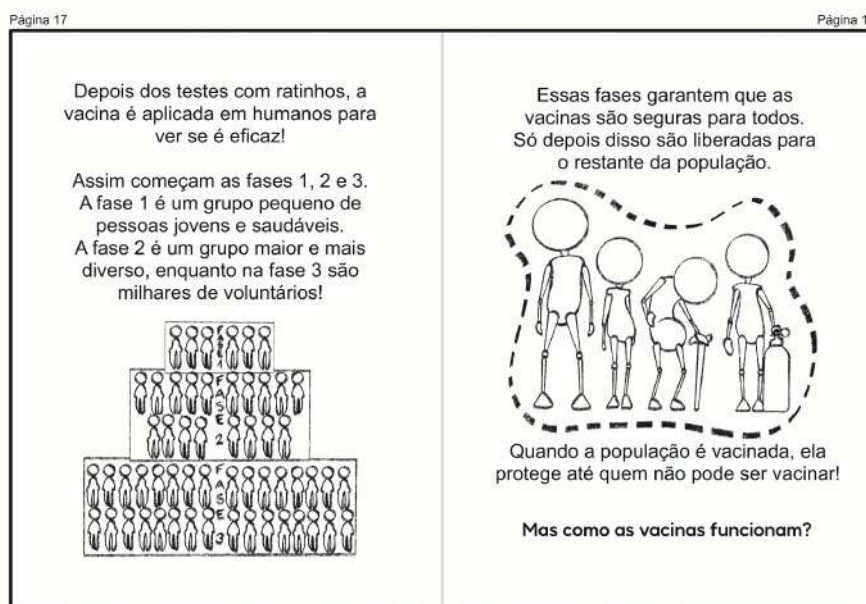 Página 17
Depois dos testes com ratinhos, a
vacina é aplicada em humanos para
ver se é eficaz!
Assim começam as fases 1, 2 e 3.
A fase 1 é um grupo pequeno de
pessoas jovens e saudáveis.
A fase 2 é um grupo maior e mais
diverso, enquanto na fase 3 são
milhares de voluntários!
FASE 1
FASE 2
FASE 3
Página 1
Essas fases garantem que as
vacinas são seguras para todos.
Só depois disso são liberadas para
o restante da população.
Quando a população é vacinada, ela
protege até quem não pode ser vacinar!
Mas como as vacinas funcionam?